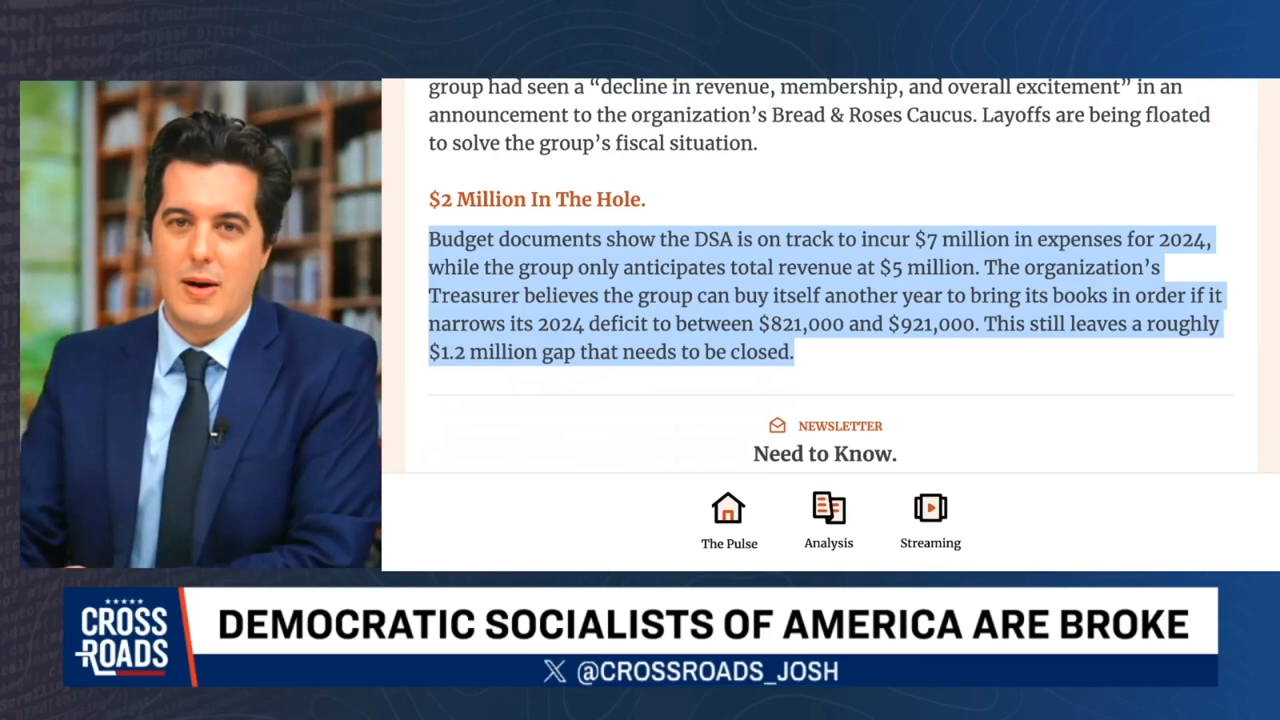 group had seen a “decline in revenue, membership, and overall excitement” in an
announcement to the organization’s Bread & Roses Caucus. Layoffs are being floated
to solve the group’s fiscal situation.
$2 Million In The Hole.
Budget documents show the DSA is on track to incur $7 million in expenses for 2024,
while the group only anticipates total revenue at $5 million. The organization’s
Treasurer believes the group can buy itself another year to bring its books in order if it
narrows its 2024 deficit to between $821,000 and $921,000. This still leaves a roughly
$1.2 million gap that needs to be closed.
NEWSLETTER
Need to Know.
The Pulse
Analysis
Streaming
CROSS
ROADS
DEMOCRATIC SOCIALISTS OF AMERICA ARE BROKE
X @CROSSROADS_JOSH